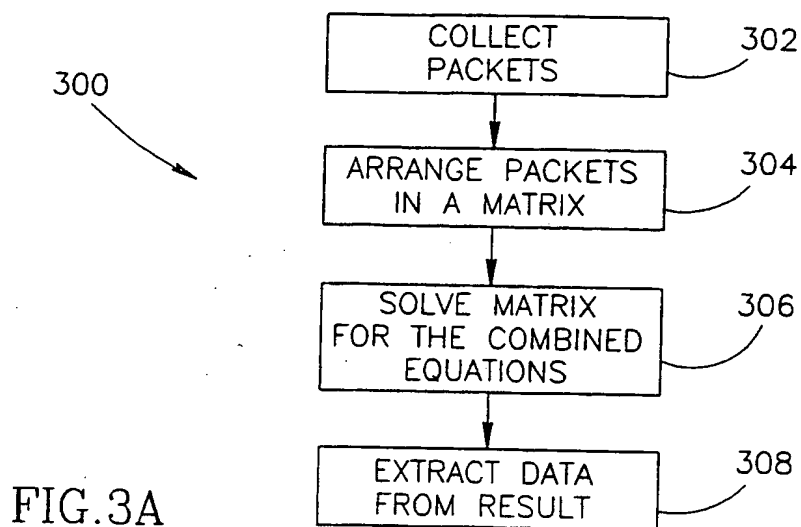 COLLECT
PACKETS
302
300
ARRANGE PACKETS
IN A MATRIX
304
SOLVE MATRIX
FOR THE COMBINED
EQUATIONS
306
EXTRACT DATA
FROM RESULT
308
FIG.3A